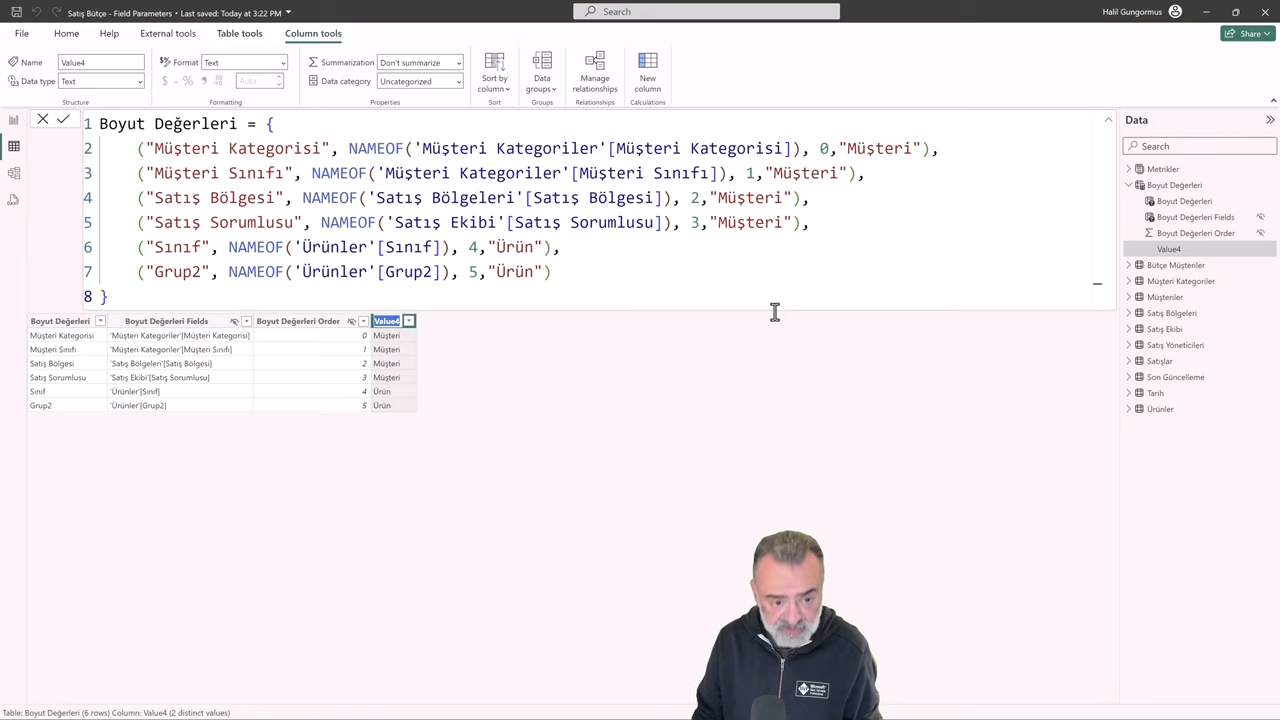 Satış Bütçe - Field Parameters • Last saved: Today at 3:22 PM
Search
Halil Gungormus
File
Home
Help
External tools
Table tools
Column tools
Share
Name
Value4
Data type
Text
Structure
Format
Text
$
%
Auto
Formatting
Summarization
Don't summarize
Data category
Uncategorized
Properties
Sort by
column
Sort
Data
groups
Groups
Manage
relationships
Relationships
New
column
Calculations
1 Boyut Değerleri = {
2 ("Müşteri Kategorisi", NAMEOF('Müşteri Kategoriler'[Müşteri Kategorisi]), 0,"Müşteri"),
3 ("Müşteri Sınıfı", NAMEOF('Müşteri Kategoriler'[Müşteri Sınıfı]), 1,"Müşteri"),
4 ("Satış Bölgesi", NAMEOF('Satış Bölgeleri'[Satış Bölgesi]), 2,"Müşteri"),
5 ("Satış Sorumlusu", NAMEOF('Satış Ekibi'[Satış Sorumlusu]), 3,"Müşteri"),
6 ("Sınıf", NAMEOF('Ürünler'[Sınıf]), 4,"Ürün"),
7 ("Grup2", NAMEOF('Ürünler'[Grup2]), 5,"Ürün")
8 }
Boyut Değerleri Boyut Değerleri Fields Boyut Değerleri Order Value4
Müşteri Kategorisi 'Müşteri Kategoriler'[Müşteri Kategorisi] 0 Müşteri
Müşteri Sınıfı 'Müşteri Kategoriler'[Müşteri Sınıfı] 1 Müşteri
Satış Bölgesi 'Satış Bölgeleri'[Satış Bölgesi] 2 Müşteri
Satış Sorumlusu 'Satış Ekibi'[Satış Sorumlusu] 3 Müşteri
Sınıf 'Ürünler'[Sınıf] 4 Ürün
Grup2 'Ürünler'[Grup2] 5 Ürün
Data
Search
Metrikler
Boyut Değerleri
Boyut Değerleri
Boyut Değerleri Fields
Boyut Değerleri Order
Value4
Bütçe Müşteriler
Müşteri Kategoriler
Müşteriler
Satış Bölgeleri
Satış Ekibi
Satış Yöneticileri
Satışlar
Son Güncelleme
Tarih
Ürünler
Table: Boyut Değerleri (6 rows) Column: Value4 (2 distinct values)